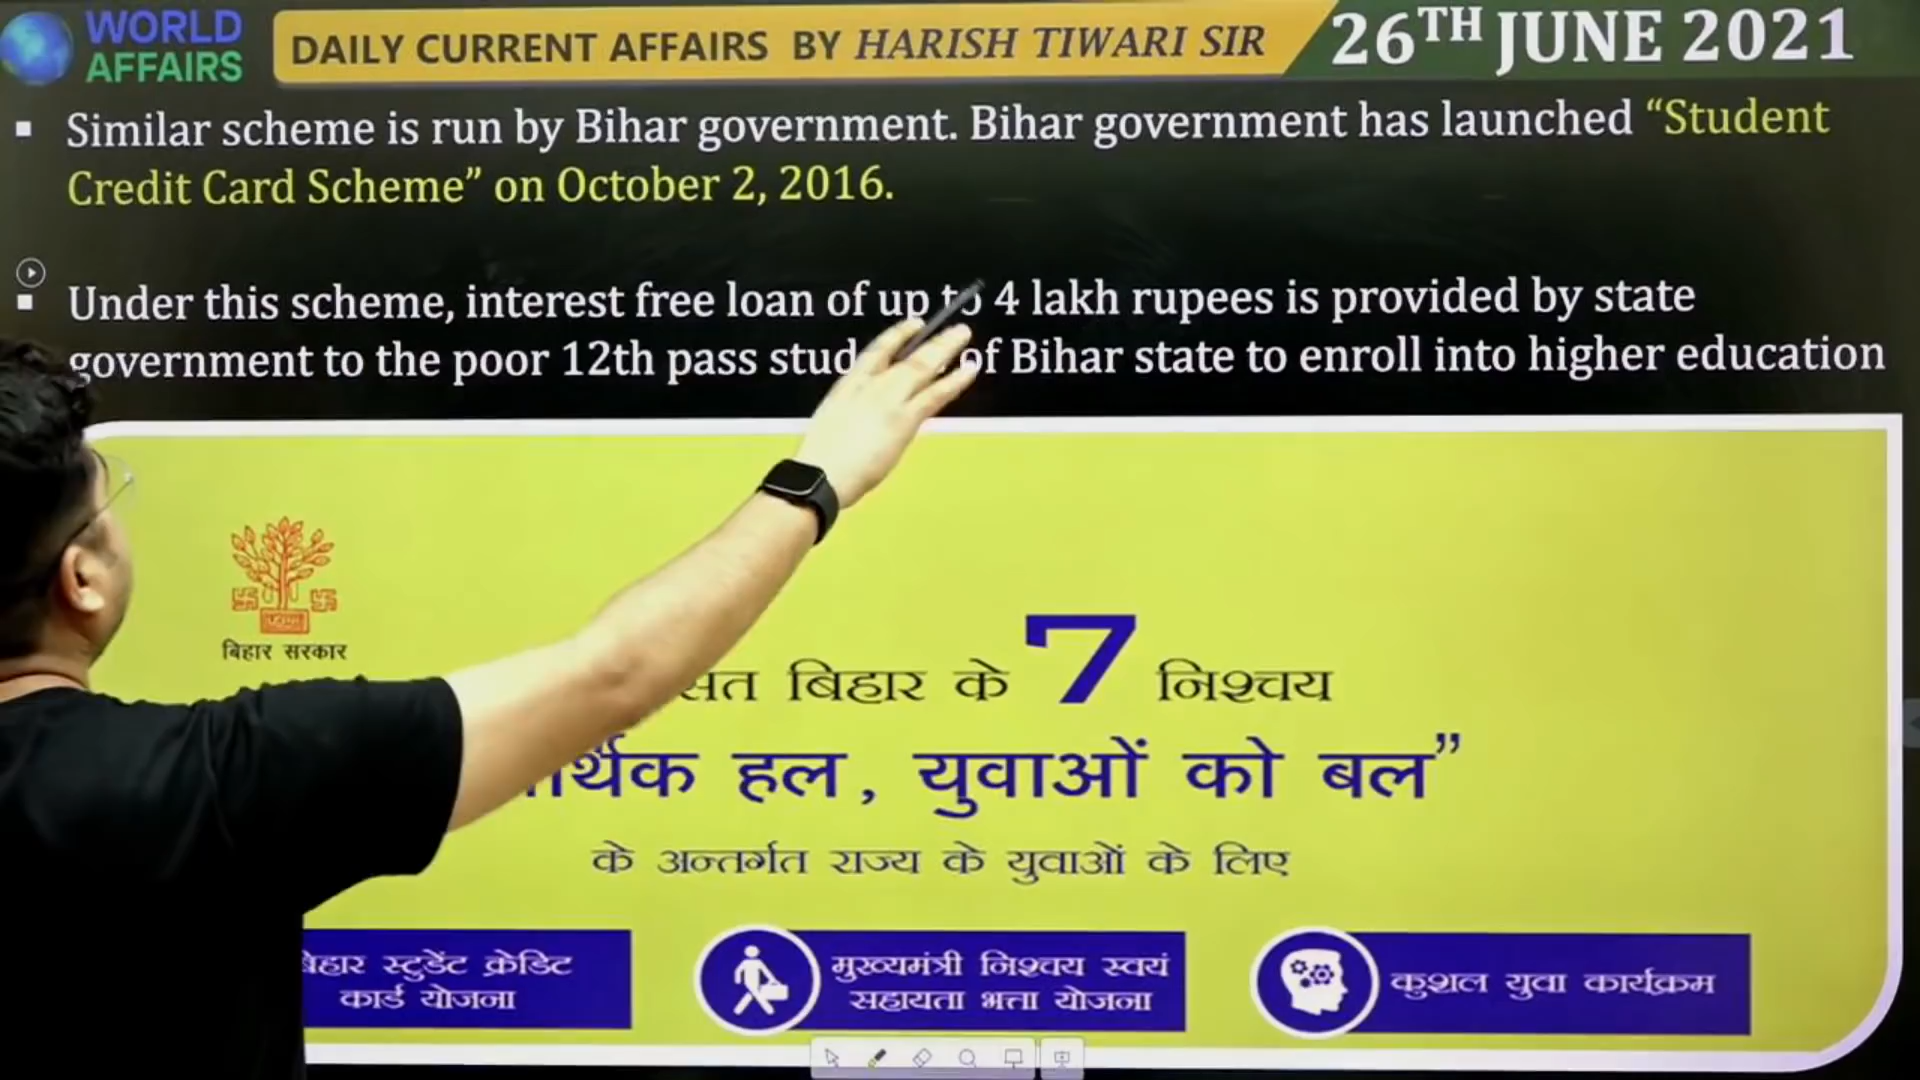 WORLD AFFAIRS
DAILY CURRENT AFFAIRS BY HARISH TIWARI SIR
26TH JUNE 2021
▪ Similar scheme is run by Bihar government. Bihar government has launched “Student
Credit Card Scheme” on October 2, 2016.
▪ Under this scheme, interest free loan of up to 4 lakh rupees is provided by state
government to the poor 12th pass of Bihar state to enroll into higher education
बिहार सरकार
बिहार के 7 निश्चय
हल, युवाओं को बल”
के अन्तर्गत राज्य के युवाओं के लिए
स्टुडेंट क्रेडिट
कार्ड योजना
मुख्यमंत्री निश्चय स्वयं
सहायता भत्ता योजना
कुशल युवा कार्यक्रम